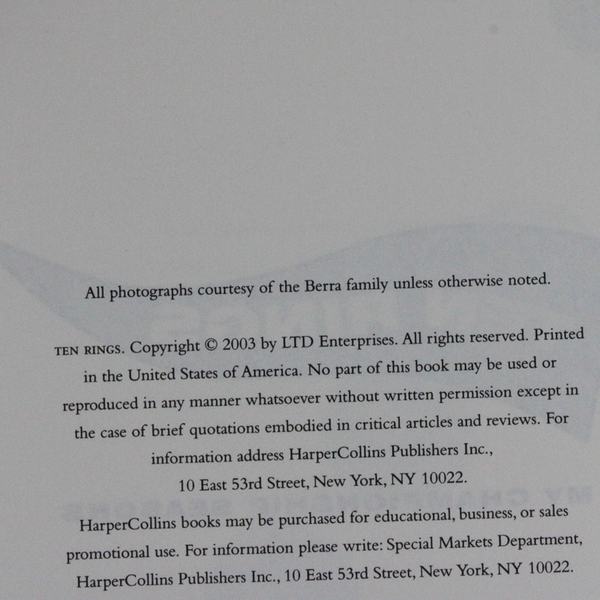 All photographs courtesy of the Berra family unless otherwise noted.
TEN RINGS. Copyright © 2003 by LTD Enterprises. All rights reserved. Printed
in the United States of America. No part of this book may be used or
reproduced in any manner whatsoever without written permission except in
the case of brief quotations embodied in critical articles and reviews. For
information address HarperCollins Publishers Inc.,
10 East 53rd Street, New York, NY 10022.
HarperCollins books may be purchased for educational, business, or sales
promotional use. For information please write: Special Markets Department,
HarperCollins Publishers Inc., 10 East 53rd Street, New York, NY 10022.